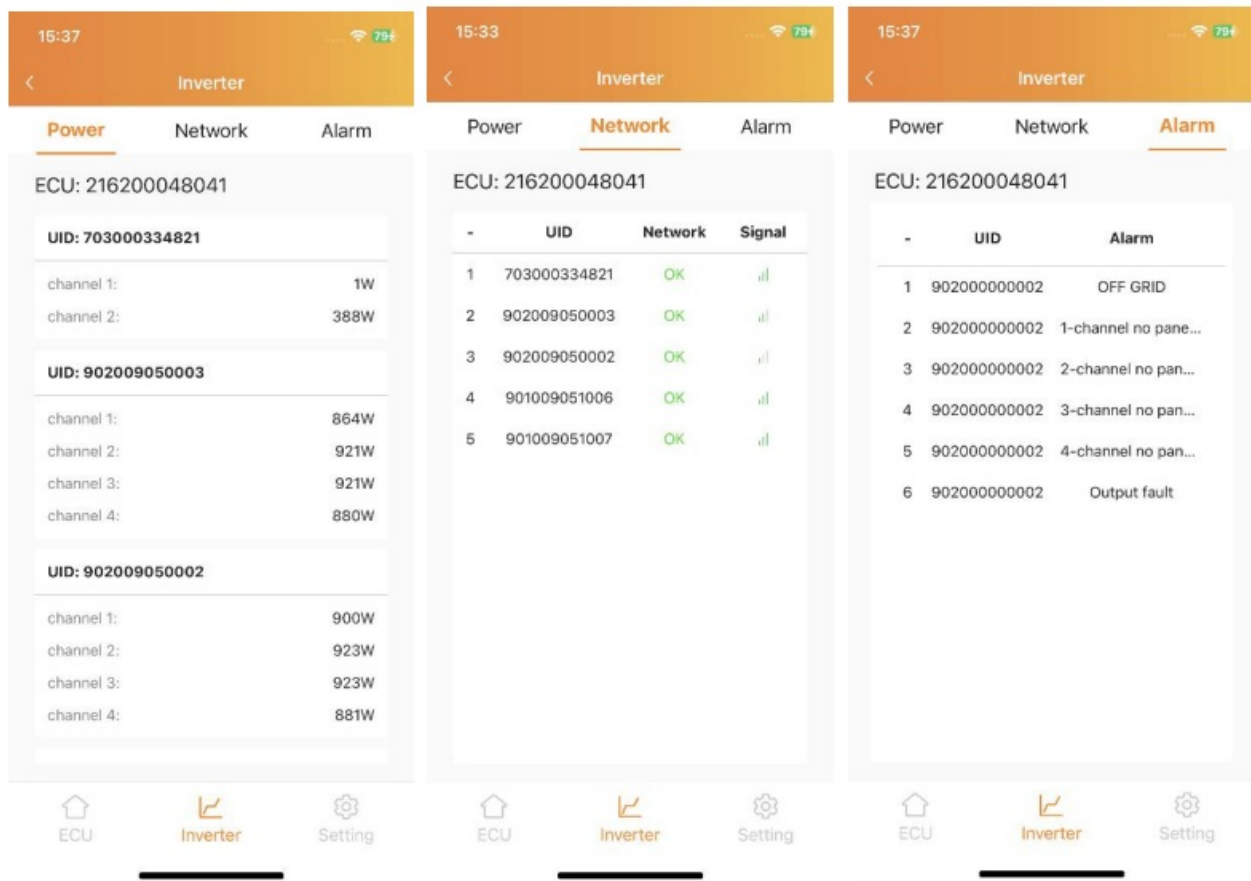 15:37
79
Inverter
Power Network Alarm
ECU: 216200048041
UID: 703000334821
channel 1: 1W
channel 2: 388W
UID: 902009050003
channel 1: 864W
channel 2: 921W
channel 3: 921W
channel 4: 880W
UID: 902009050002
channel 1: 900W
channel 2: 923W
channel 3: 923W
channel 4: 881W
ECU Inverter Setting
15:33
79
Inverter
Power Network Alarm
ECU: 216200048041
- UID Network Signal
1 703000334821 OK
2 902009050003 OK
3 902009050002 OK
4 901009051006 OK
5 901009051007 OK
ECU Inverter Setting
15:37
79
Inverter
Power Network Alarm
ECU: 216200048041
- UID Alarm
1 902000000002 OFF GRID
2 902000000002 1-channel no pane...
3 902000000002 2-channel no pan...
4 902000000002 3-channel no pan...
5 902000000002 4-channel no pan...
6 902000000002 Output fault
ECU Inverter Setting